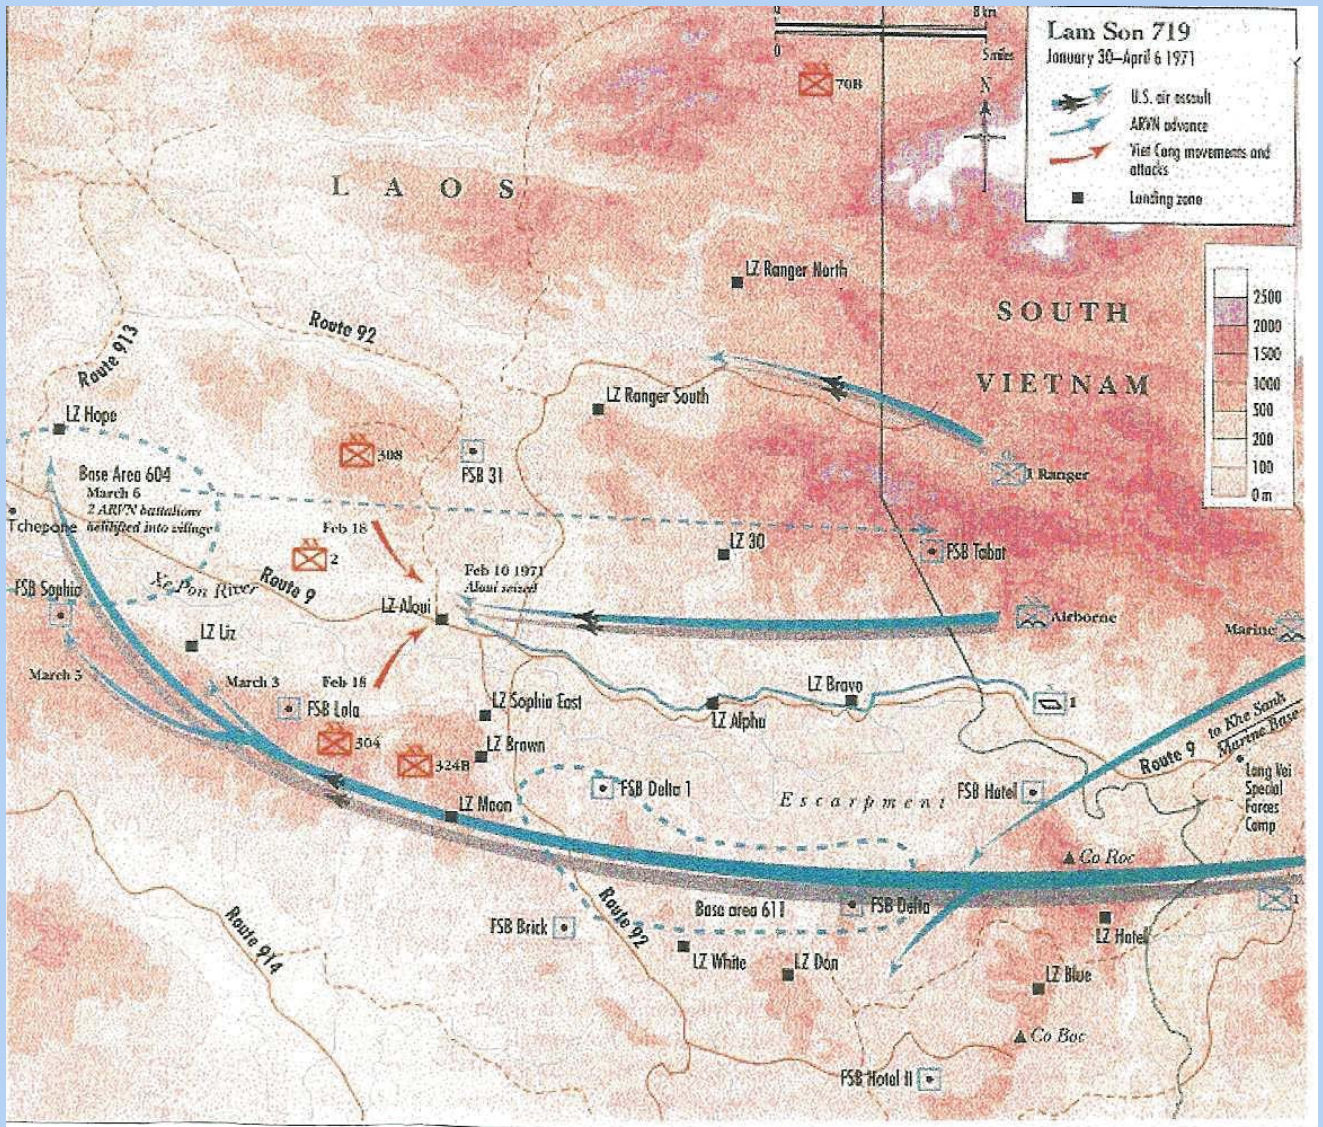 0 8 km
0 5 miles
N
Lam Son 719
January 30–April 6 1971
U.S. air assault
ARVN advance
Viet Cong movements and
attacks
Landing zone
70B
LAOS
SOUTH
VIETNAM
2500
2000
1500
1000
500
200
100
0 m
LZ Ranger North
Route 92
Route 913
LZ Ranger South
LZ Hope
308
FSB 31
1 Ranger
Base Area 604
March 6
2 ARVN battalions
helilifted into village
Tchepone
Feb 18
2
LZ 30
FSB Tabat
Feb 10 1971
Aloui seized
Xe Pon River
Route 9
FSB Sophia
LZ Aloui
Airborne
Marine
LZ Liz
March 3
March 3
Feb 18
FSB Lola
LZ Sophia East
LZ Bravo
LZ Alpha
1
304
324B
LZ Brown
Route 9
to Khe Sanh
Marine Base
Lang Vei
Special
Forces
Camp
FSB Delta 1
Escarpment
FSB Hotel
LZ Moon
Co Roc
Base area 611
FSB Delta
1
FSB Brick
Route 92
LZ Hotel
LZ White
LZ Don
LZ Blue
Route 914
Co Boc
FSB Hotel II